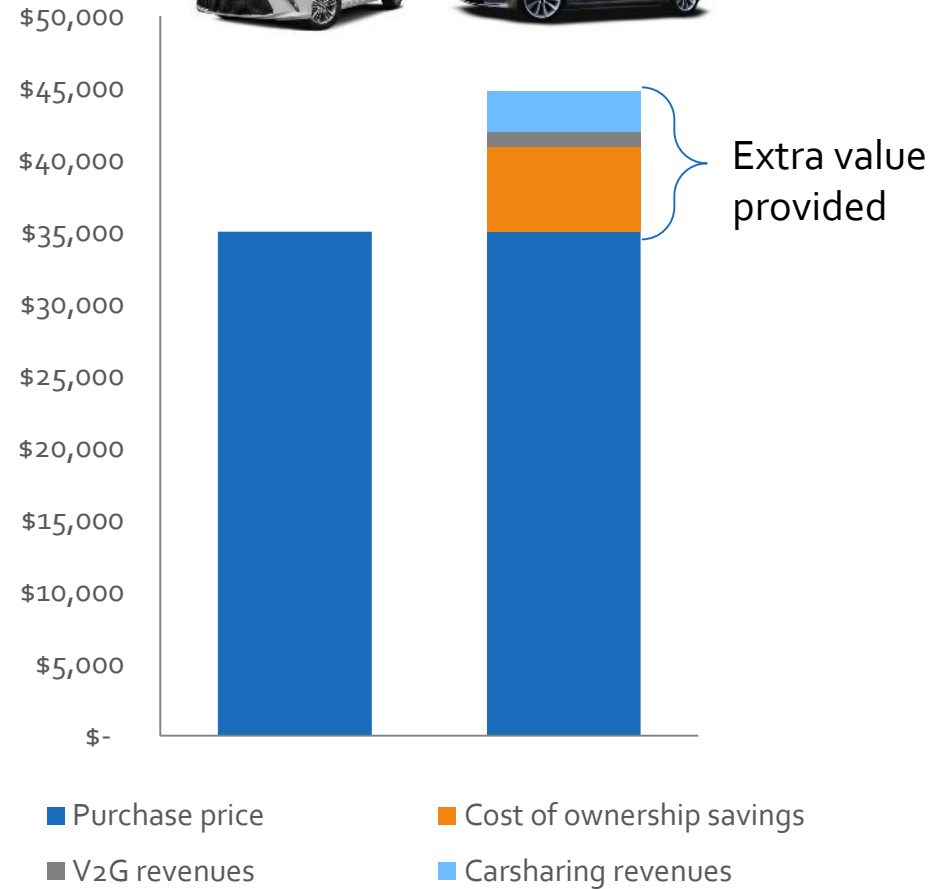 $50,000
$45,000
$40,000
$35,000
$30,000
$25,000
$20,000
$15,000
$10,000
$5,000
$-
Extra value
provided
Purchase price
Cost of ownership savings
V2G revenues
Carsharing revenues